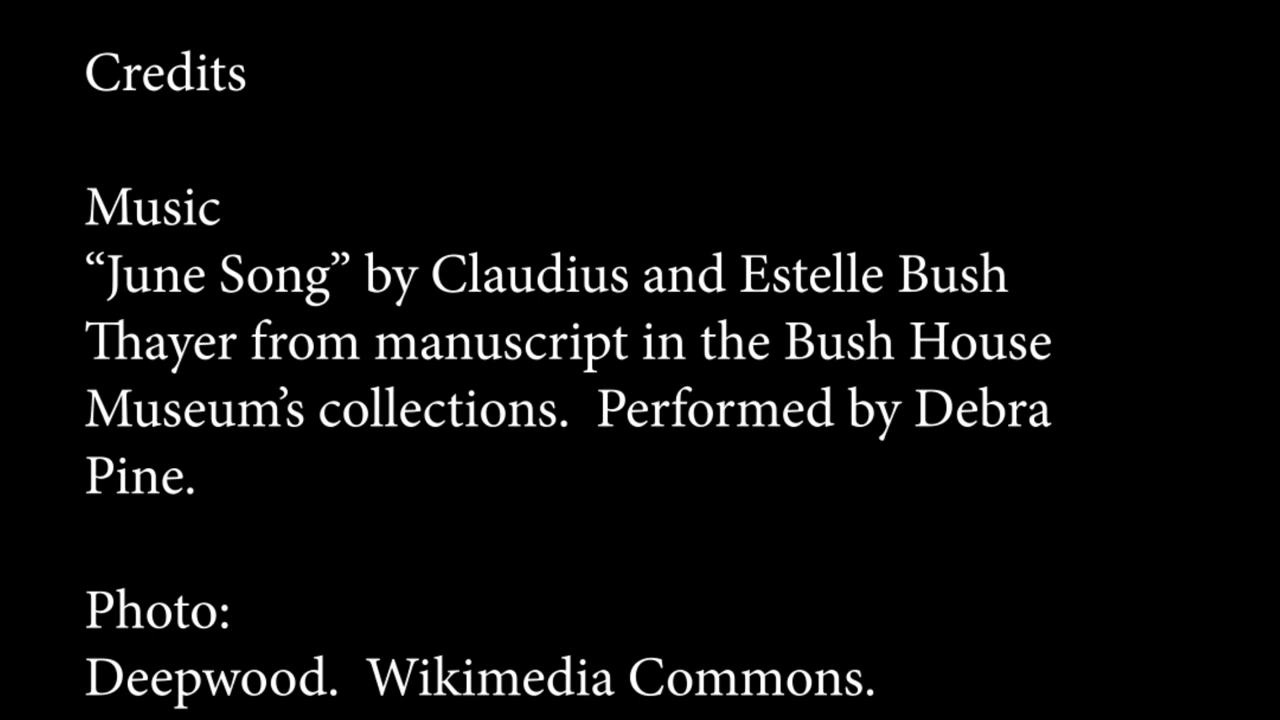 Credits
Music
“June Song” by Claudius and Estelle Bush
Thayer from manuscript in the Bush House
Museum’s collections.  Performed by Debra
Pine.
Photo:
Deepwood.  Wikimedia Commons.